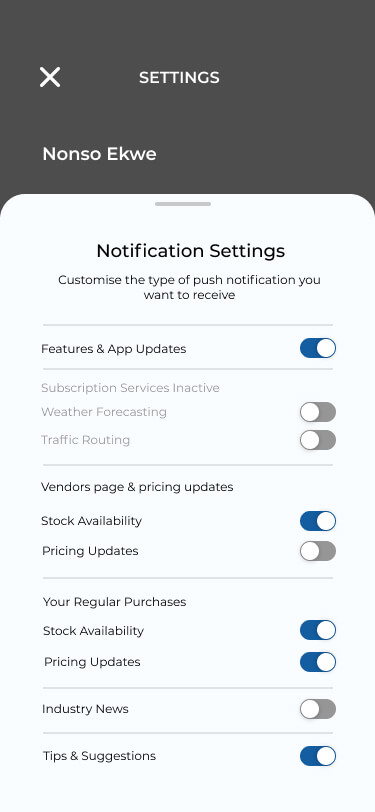 SETTINGS
Nonso Ekwe
Notification Settings
Customise the type of push notification you
want to receive
Features & App Updates
Subscription Services Inactive
Weather Forecasting
Traffic Routing
Vendors page & pricing updates
Stock Availability
Pricing Updates
Your Regular Purchases
Stock Availability
Pricing Updates
Industry News
Tips & Suggestions